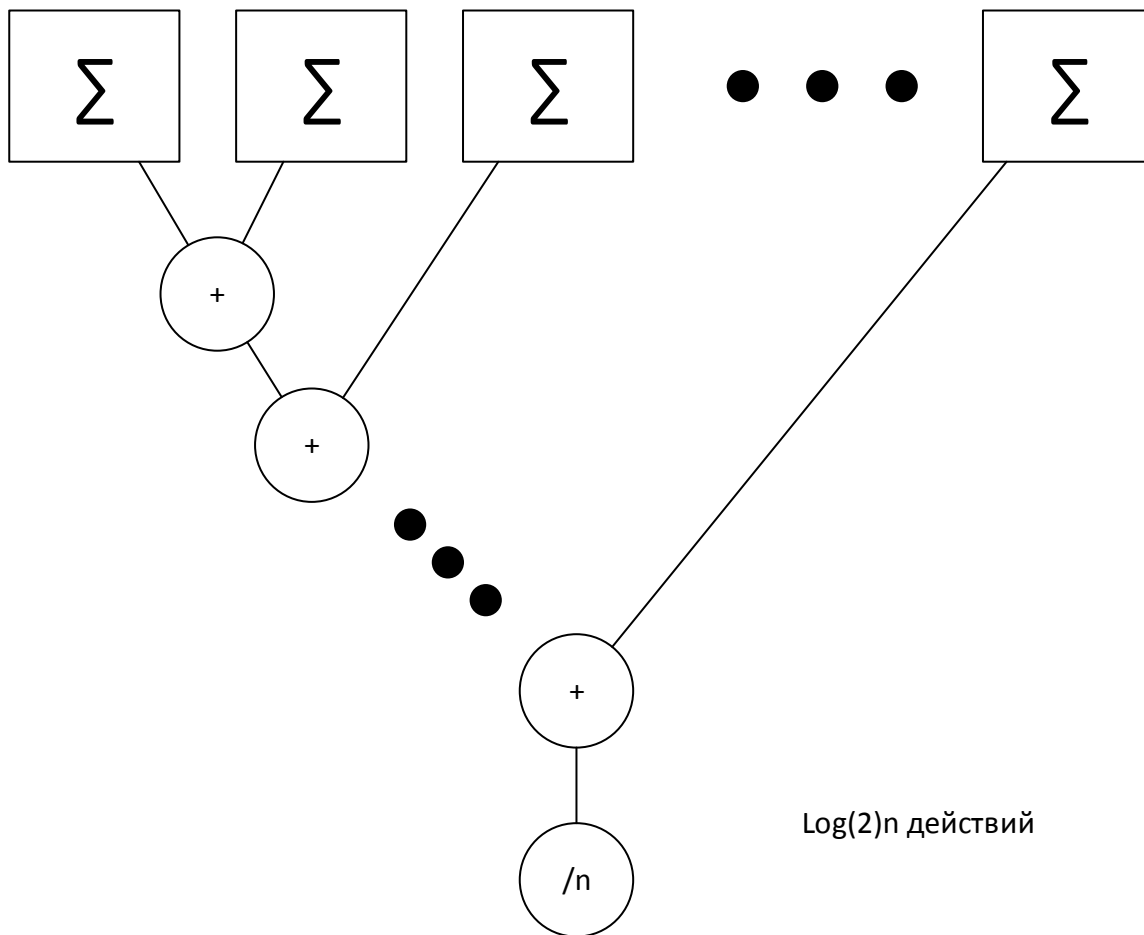 ∑ ∑ ∑ ∑
+
+
+
Log(2)n действий
/n